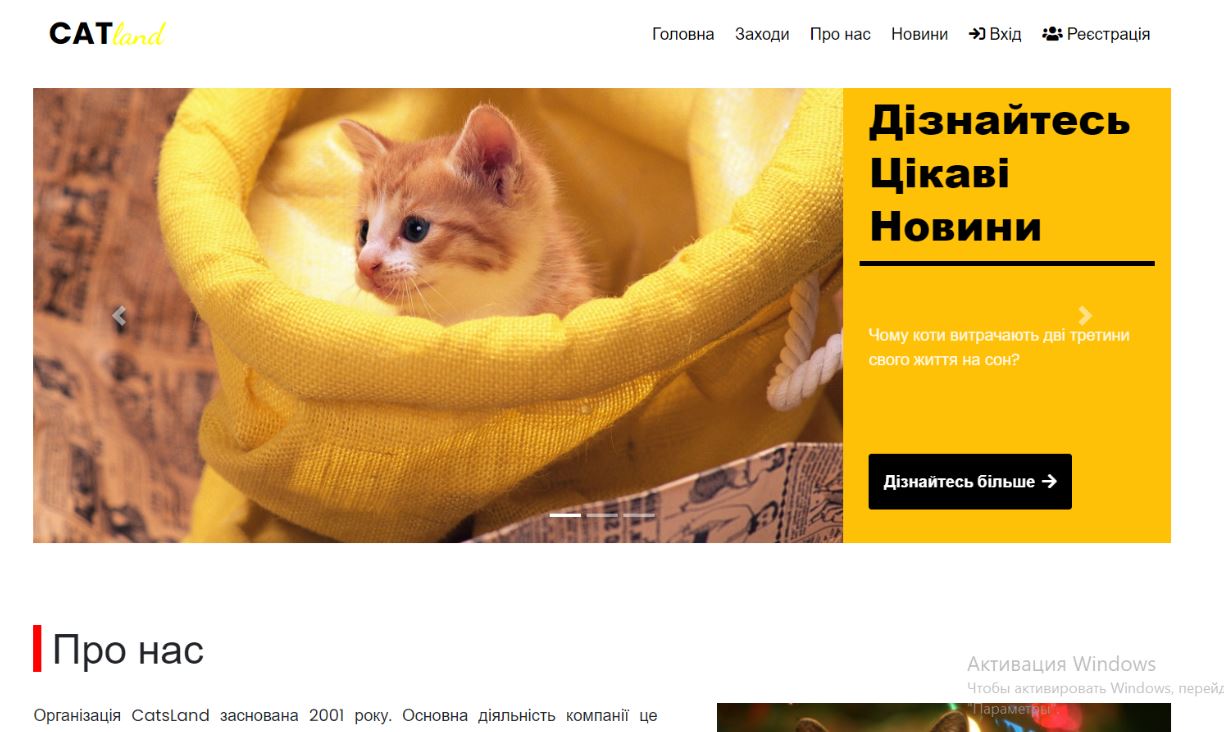 CATland
Головна Заходи Про нас Новини Вхід Реєстрація
Дізнайтесь
Цікаві
Новини
Чому коти витрачають дві третини
свого життя на сон?
Дізнайтесь більше
Про нас
Організація CatsLand заснована 2001 року. Основна діяльність компанії це
Активация Windows
Чтобы активировать Windows, перейд
"Параметры".